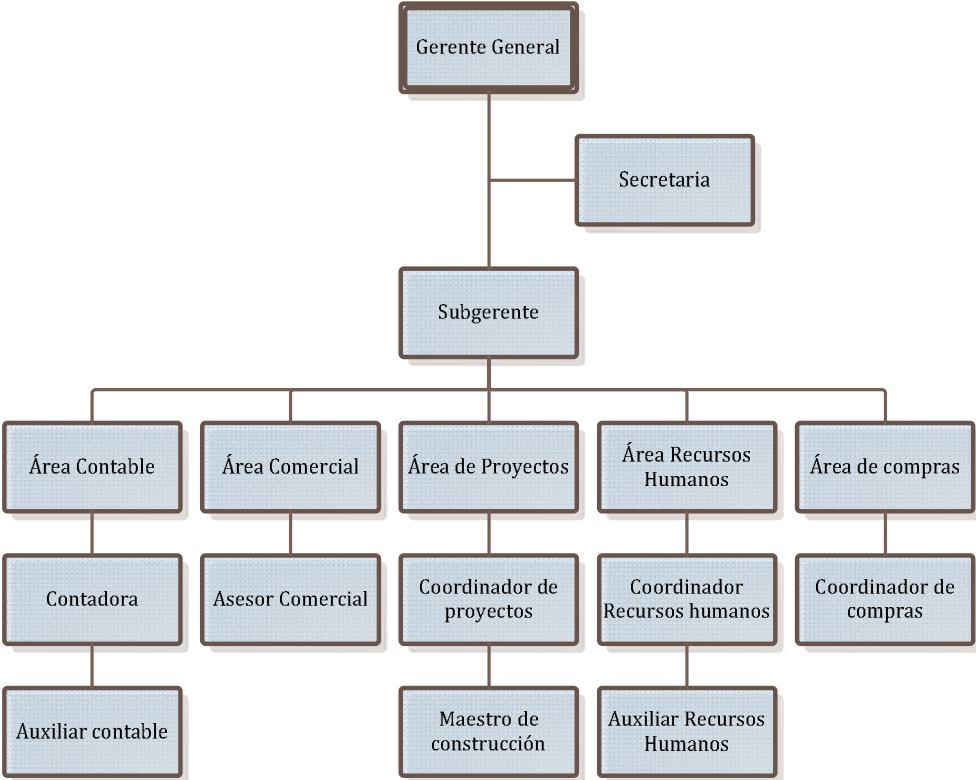 Gerente General
Secretaria
Subgerente
Área Contable
Área Comercial
Área de Proyectos
Área Recursos
Humanos
Área de compras
Contadora
Asesor Comercial
Coordinador de
proyectos
Coordinador
Recursos humanos
Coordinador de
compras
Auxiliar contable
Maestro de
construcción
Auxiliar Recursos
Humanos